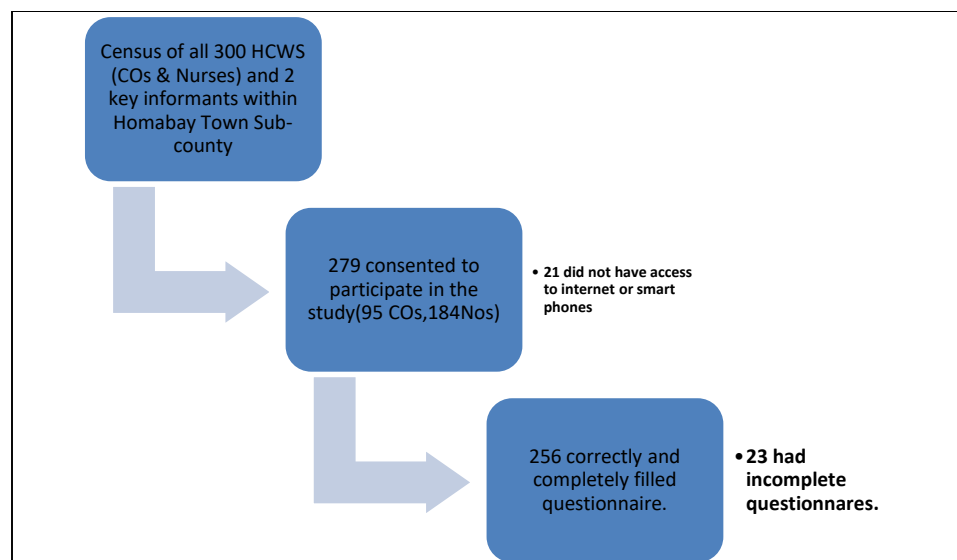 Census of all 300 HCWS
(COs & Nurses) and 2
key informants within
Homabay Town Sub-
county
279 consented to
participate in the
study(95 COs,184Nos)
• 21 did not have access
to internet or smart
phones
256 correctly and
completely filled
questionnaire.
•23 had
incomplete
questionnares.